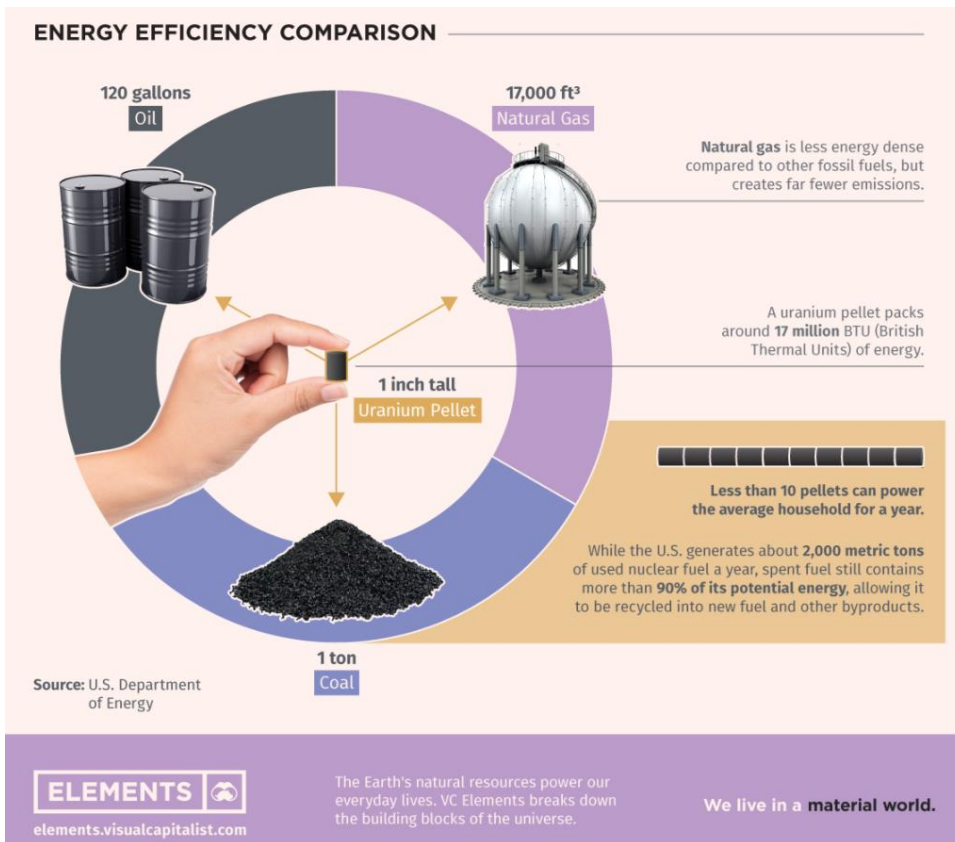 ENERGY EFFICIENCY COMPARISON
120 gallons
Oil
17,000 ft³
Natural Gas
Natural gas is less energy dense
compared to other fossil fuels, but
creates far fewer emissions.
A uranium pellet packs
around 17 million BTU (British
Thermal Units) of energy.
1 inch tall
Uranium Pellet
Less than 10 pellets can power
the average household for a year.
While the U.S. generates about 2,000 metric tons
of used nuclear fuel a year, spent fuel still contains
more than 90% of its potential energy, allowing it
to be recycled into new fuel and other byproducts.
1 ton
Coal
Source: U.S. Department
of Energy
ELEMENTS
elements.visualcapitalist.com
The Earth's natural resources power our
everyday lives. VC Elements breaks down
the building blocks of the universe.
We live in a material world.